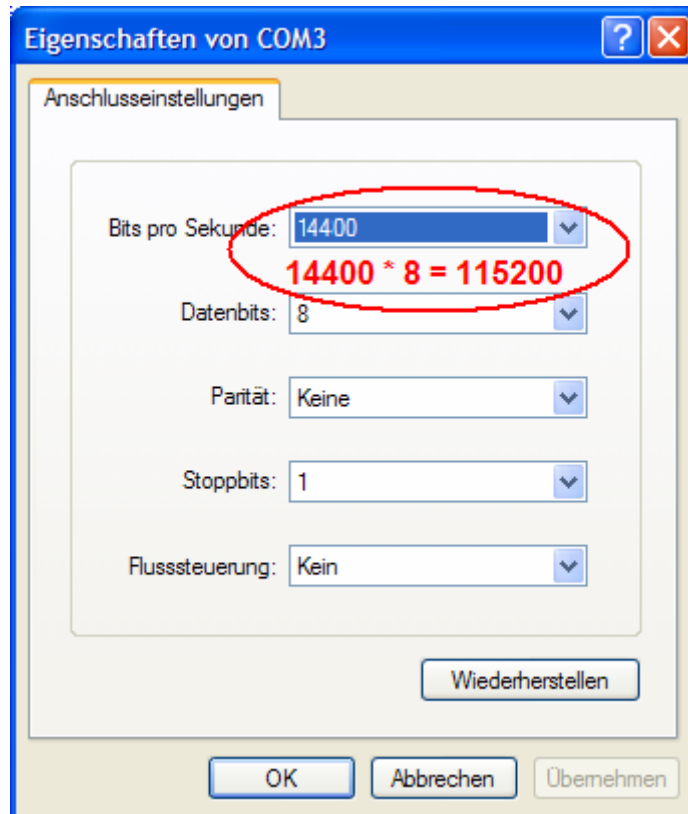 Eigenschaften von COM3
Anschlusseinstellungen
Bits pro Sekunde: 14400
14400 * 8 = 115200
Datenbits: 8
Parität: Keine
Stoppbits: 1
Flusssteuerung: Kein
Wiederherstellen
OK Abbrechen Übernehmen